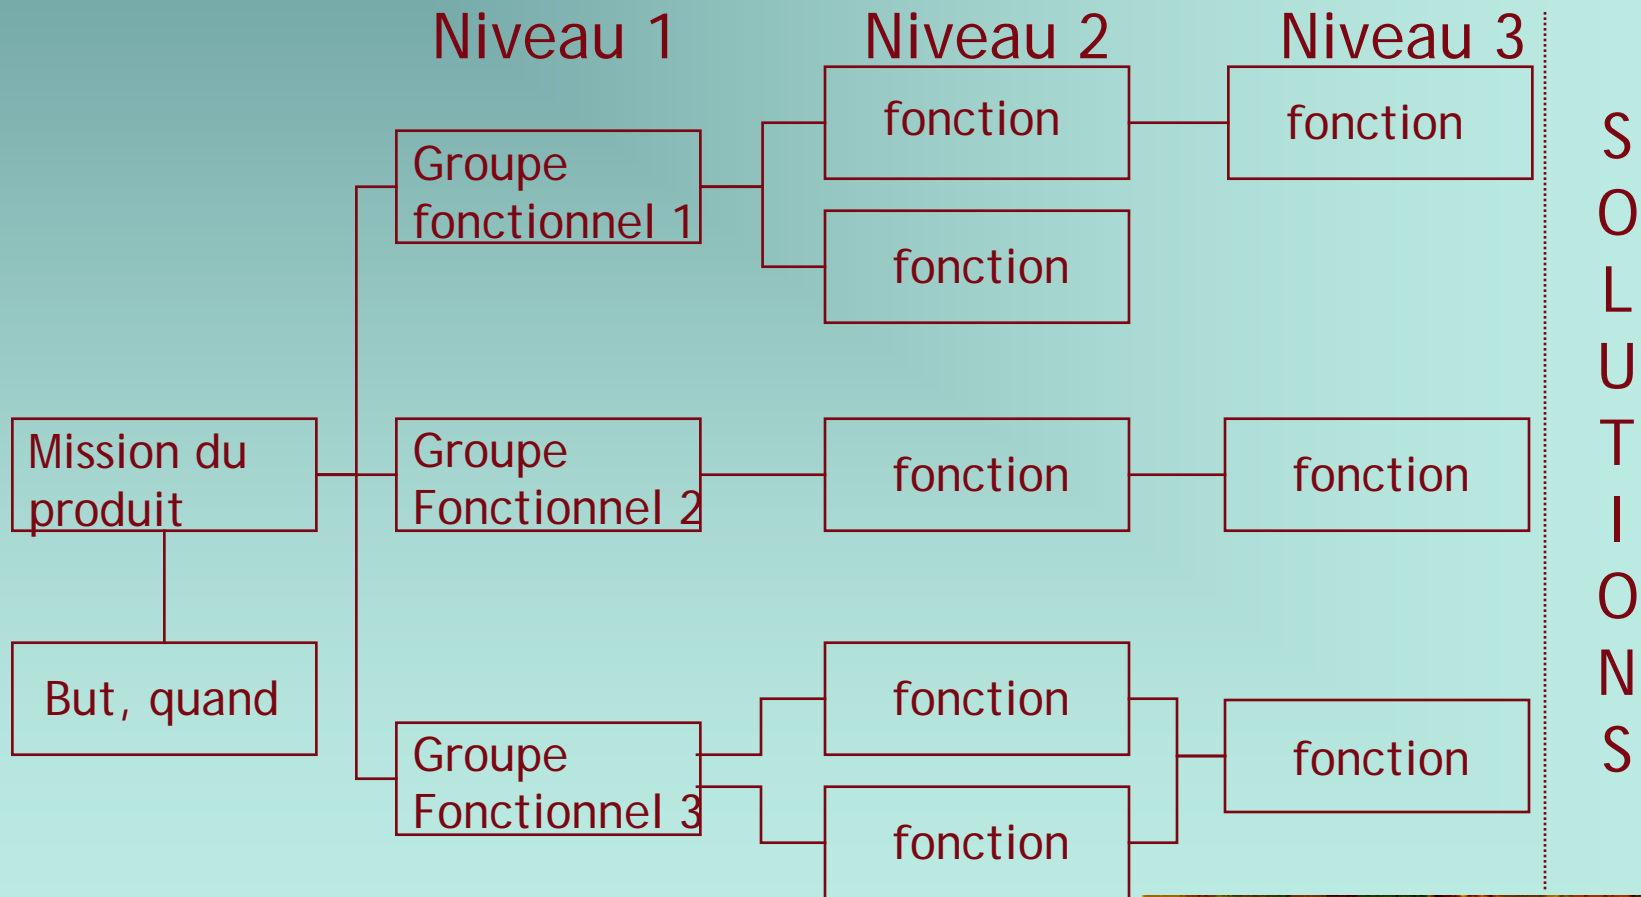 Niveau 1
Niveau 2
Niveau 3
fonction
fonction
Groupe
fonctionnel 1
fonction
Mission du
produit
Groupe
Fonctionnel 2
fonction
fonction
But, quand
Groupe
Fonctionnel 3
fonction
fonction
fonction
S
O
L
U
T
I
O
N
S